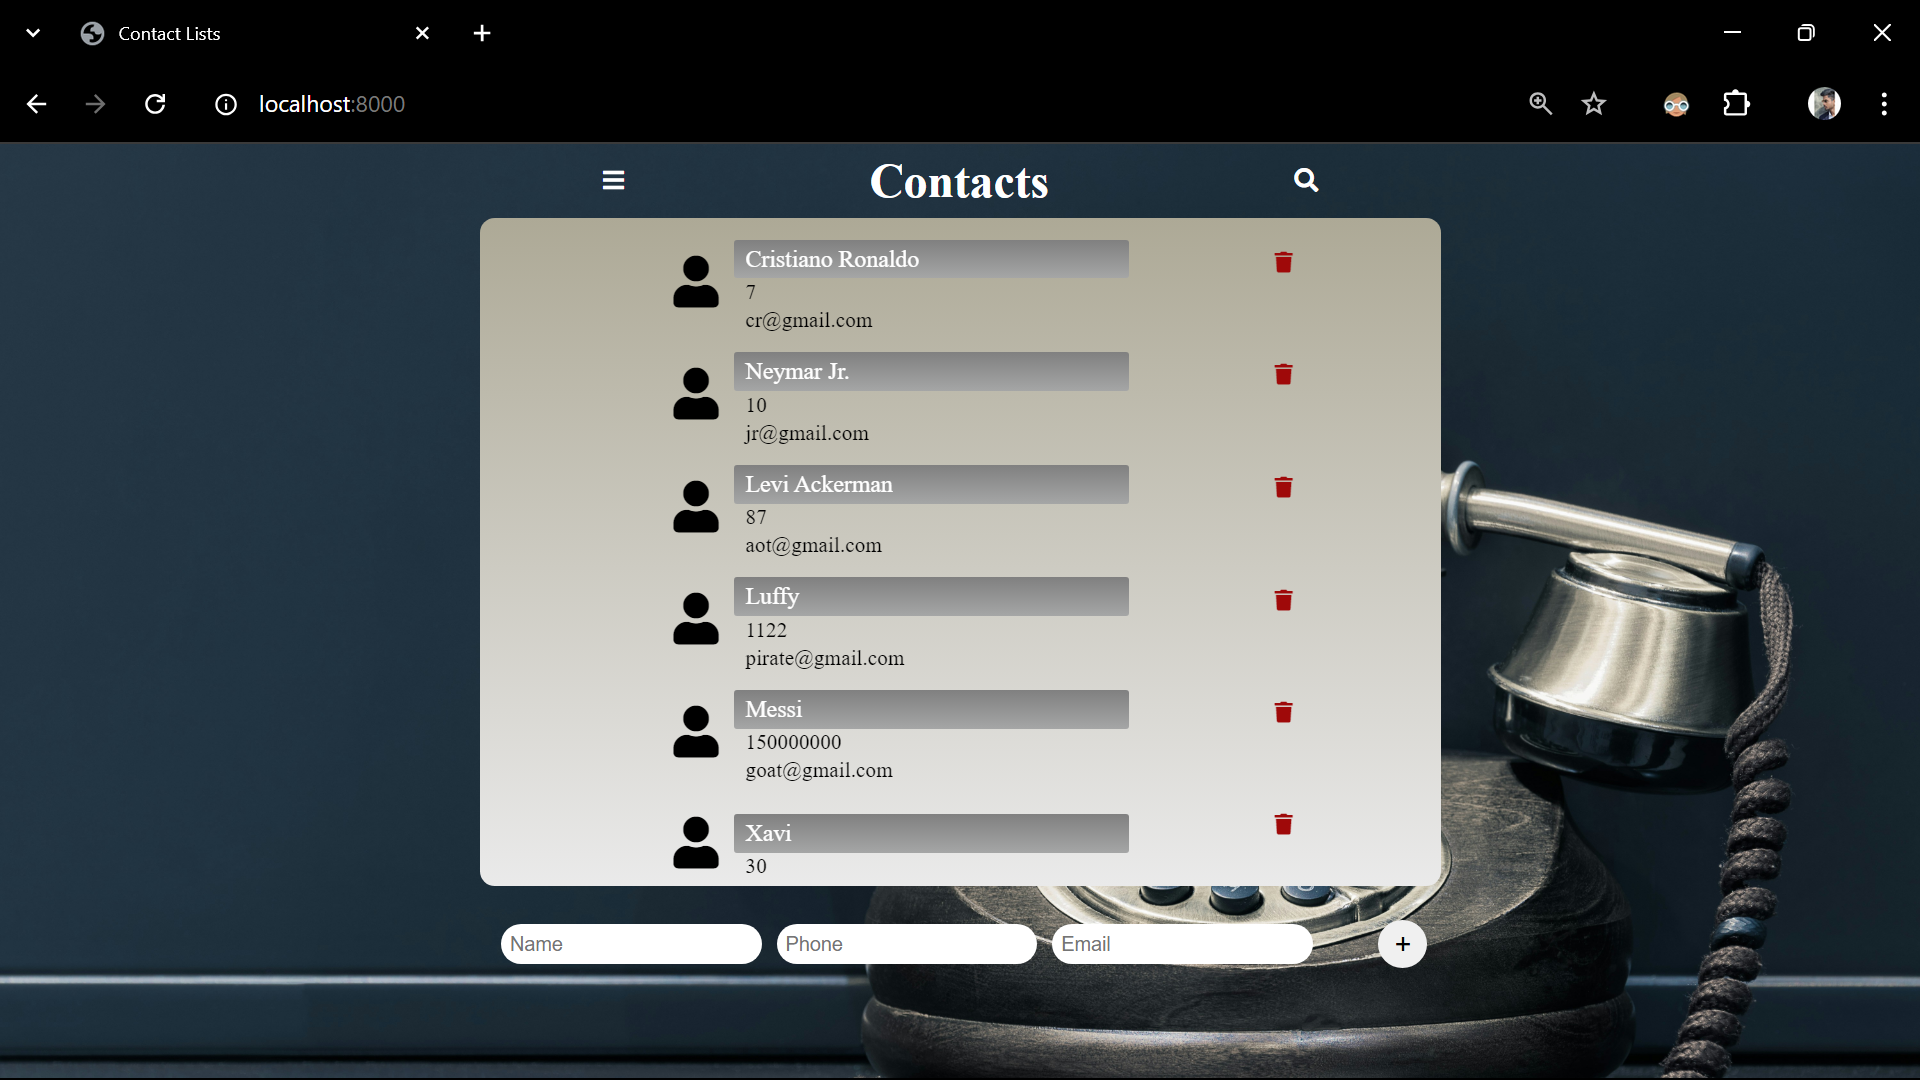 Contact Lists
localhost:8000
Contacts
Cristiano Ronaldo
7
cr@gmail.com
Neymar Jr.
10
jr@gmail.com
Levi Ackerman
87
aot@gmail.com
Luffy
1122
pirate@gmail.com
Messi
150000000
goat@gmail.com
Xavi
30
Name Phone Email +